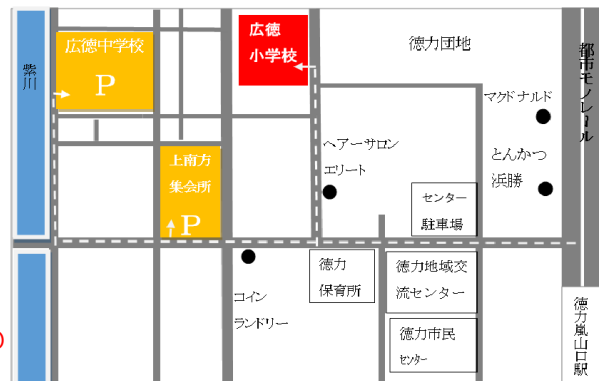 紫川
広徳中学校
P
広徳
小学校
徳力団地
都市モノレール
マクドナルド
とんかつ
浜勝
ヘアーサロン
エリート
上南方
集会所
P
センター
駐車場
徳力
保育所
徳力地域交
流センター
徳力市民
センター
コイン
ランドリー
徳力嵐山口駅